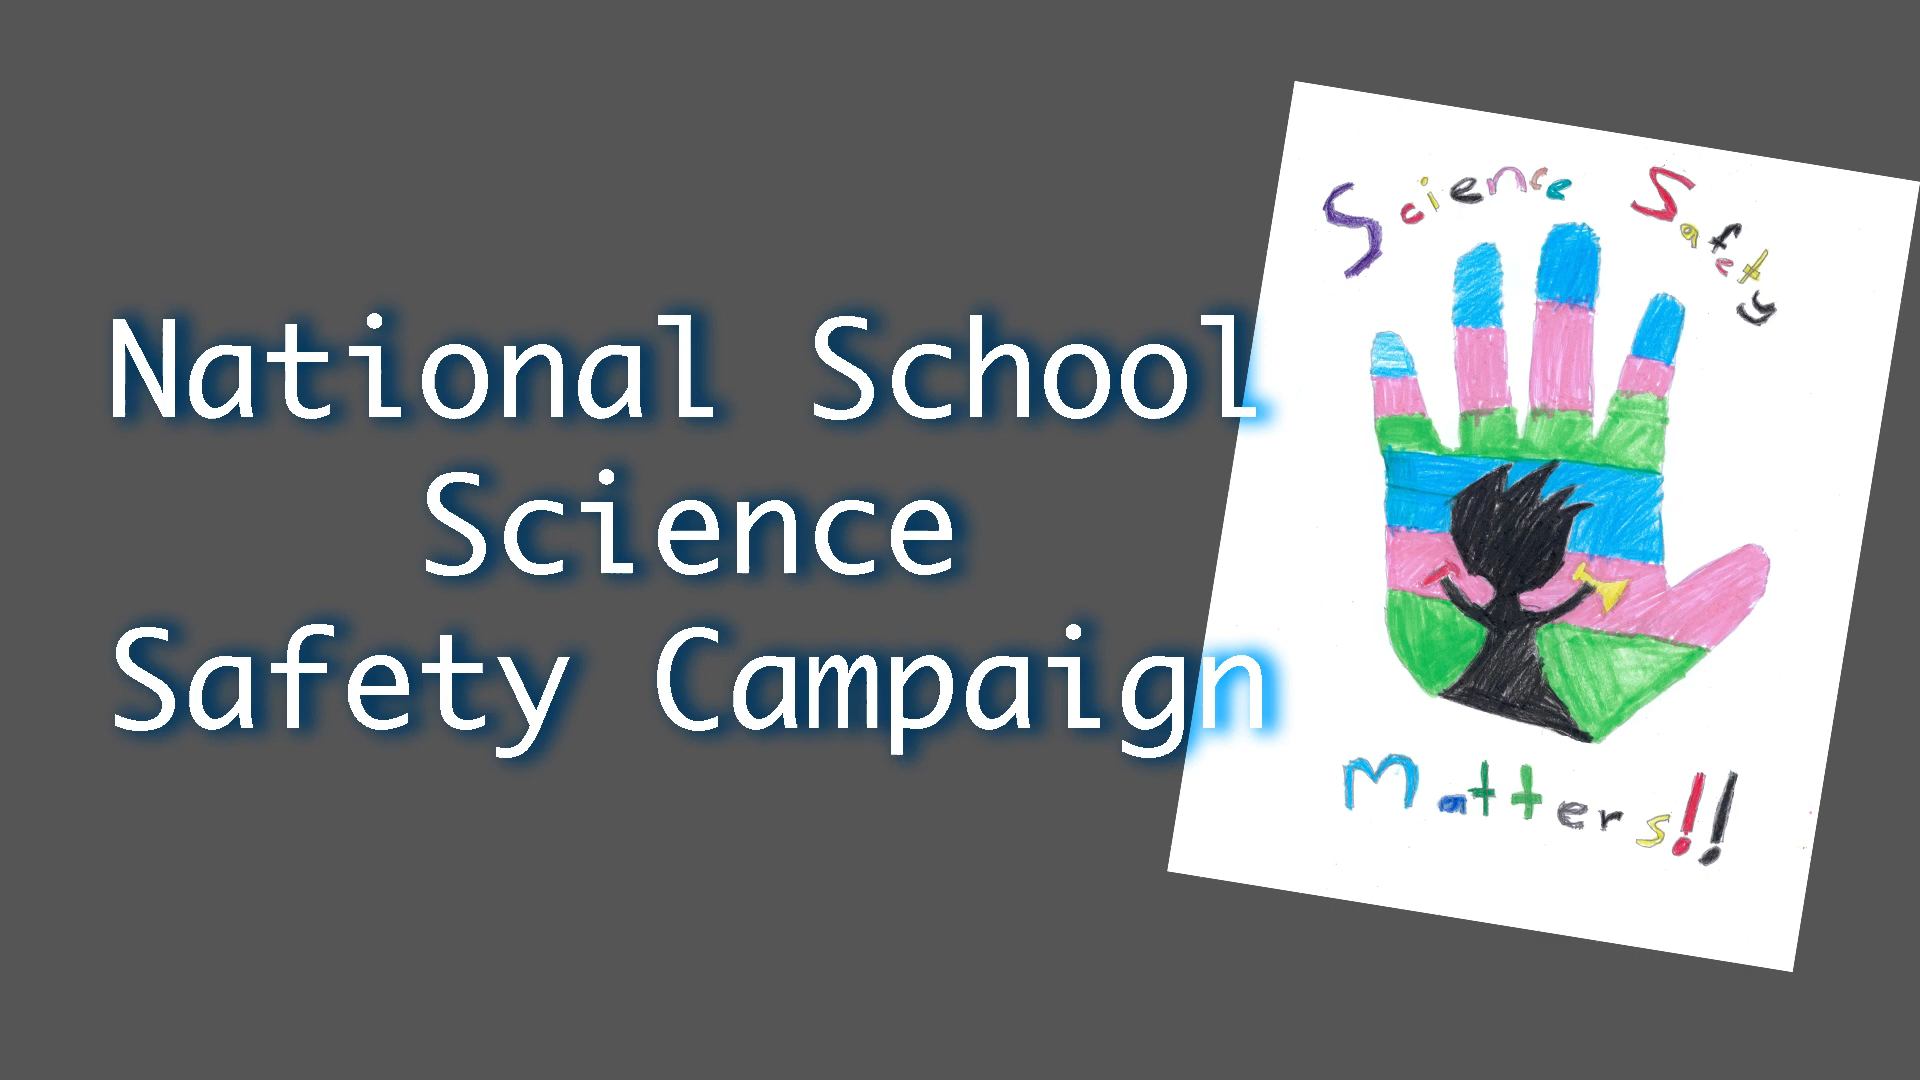 National School
Science
Safety Campaign
Science Safety
Matters!!